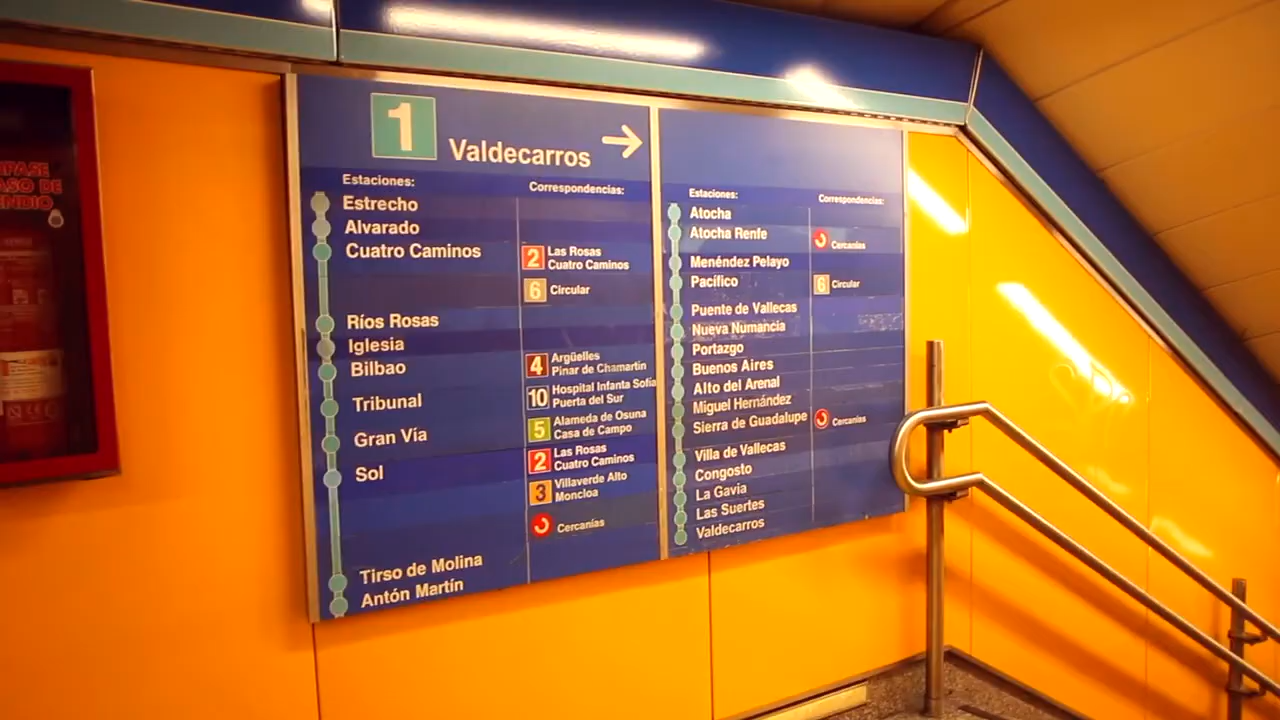 1 Valdecarros →
Estaciones: Correspondencias:
Estrecho
Alvarado
Cuatro Caminos
2 Las Rosas
Cuatro Caminos
6 Circular
Ríos Rosas
Iglesia
Bilbao
4 Argüelles
Pinar de Chamartín
Tribunal
10 Hospital Infanta Sofía
Puerta del Sur
Gran Vía
5 Alameda de Osuna
Casa de Campo
Sol
2 Las Rosas
Cuatro Caminos
3 Villaverde Alto
Moncloa
Cercanías
Tirso de Molina
Antón Martín
Estaciones: Correspondencias:
Atocha
Atocha Renfe
Cercanías
Menéndez Pelayo
Pacífico
6 Circular
Puente de Vallecas
Nueva Numancia
Portazgo
Buenos Aires
Alto del Arenal
Miguel Hernández
Sierra de Guadalupe
Cercanías
Villa de Vallecas
Congosto
La Gavia
Las Suertes
Valdecarros